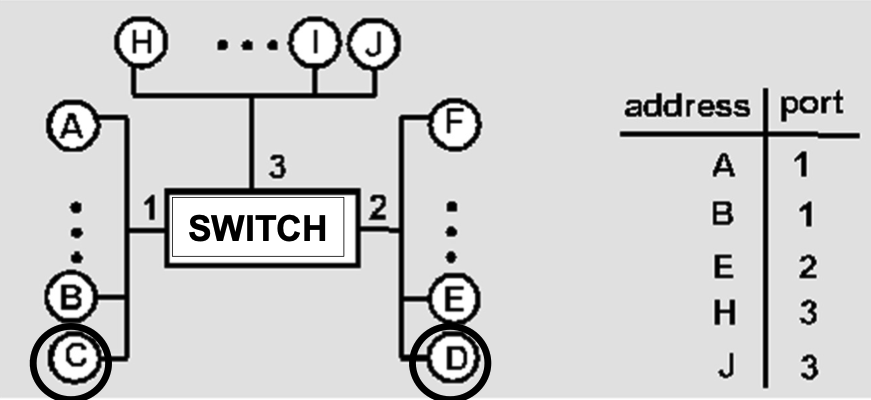 H ••• I J
A
F
3
1
SWITCH
2
B
E
C
D
address port
A 1
B 1
E 2
H 3
J 3